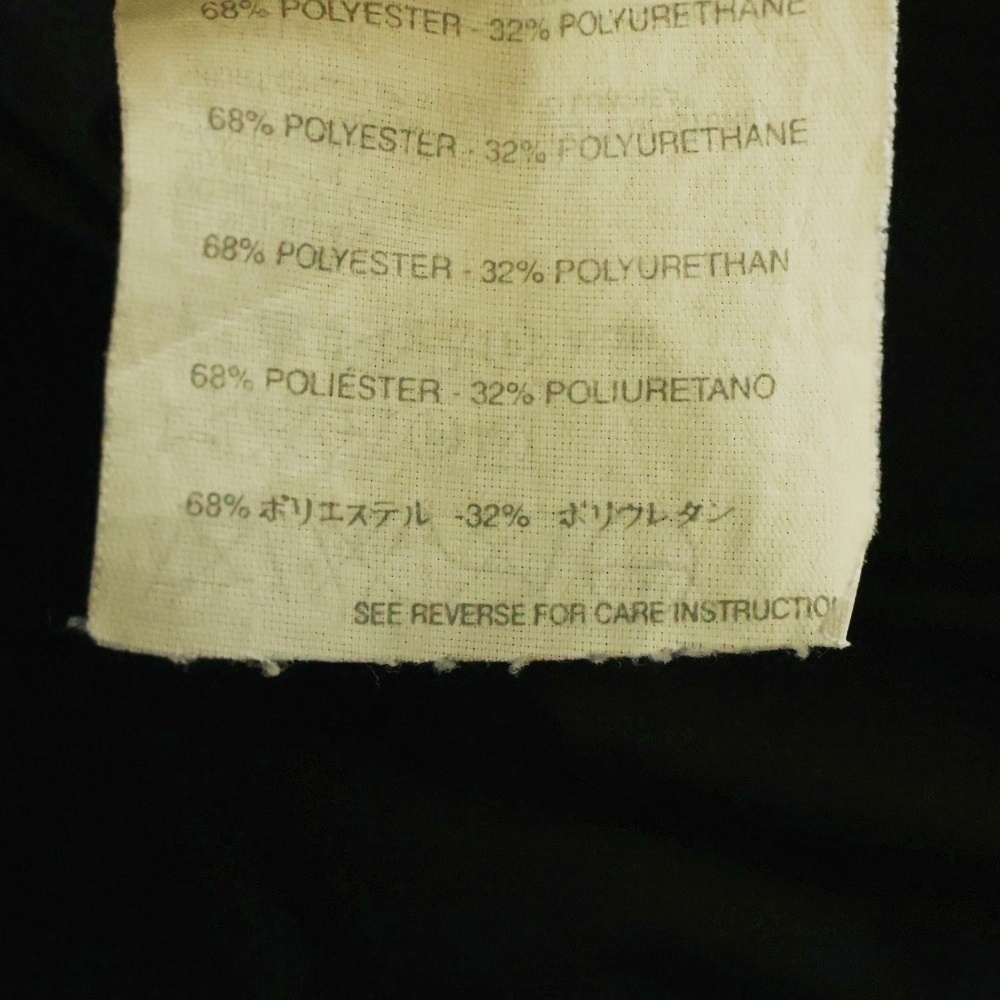 68% POLYESTER - 32% POLYURETHANE
68% POLYESTER - 32% POLYURETHANE
68% POLYESTER - 32% POLYURETHAN
68% POLIÉSTER - 32% POLIURETANO
68% ポリエステル -32% ポリウレタン
SEE REVERSE FOR CARE INSTRUCTIO